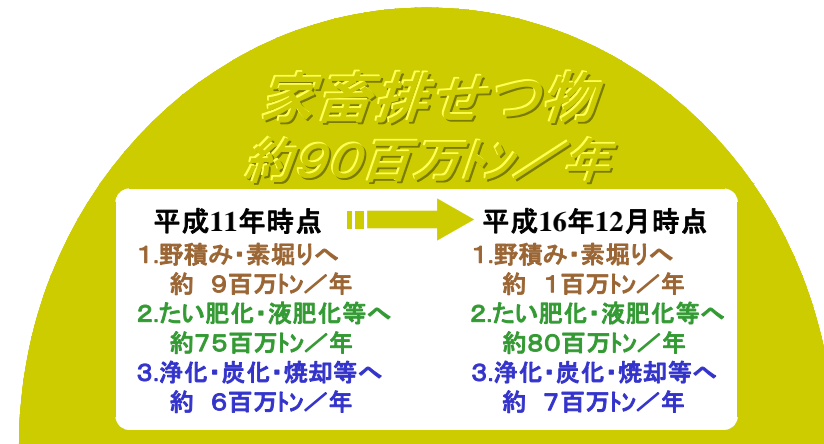 家畜排せつ物
約９０百万トン／年
平成11年時点
１.野積み・素堀りへ
約　９百万トン／年
２.たい肥化・液肥化等へ
約７５百万トン／年
３.浄化・炭化・焼却等へ
約　６百万トン／年
平成16年12月時点
１.野積み・素堀りへ
約　１百万トン／年
２.たい肥化・液肥化等へ
約８０百万トン／年
３.浄化・炭化・焼却等へ
約　７百万トン／年